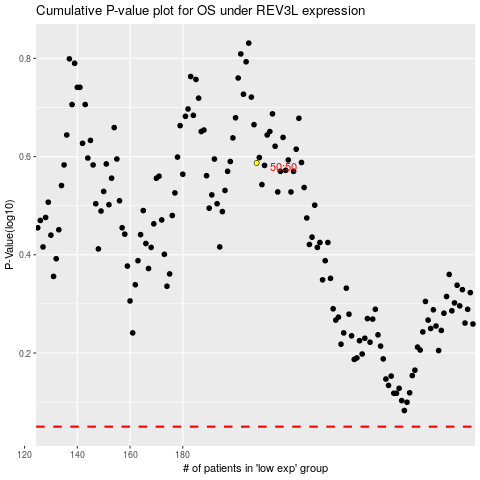 Cumulative P-value plot for OS under REV3L expression
P-Value(log10)
0.8
0.6
0.4
0.2
50:50
120 140 160 180
# of patients in 'low exp' group